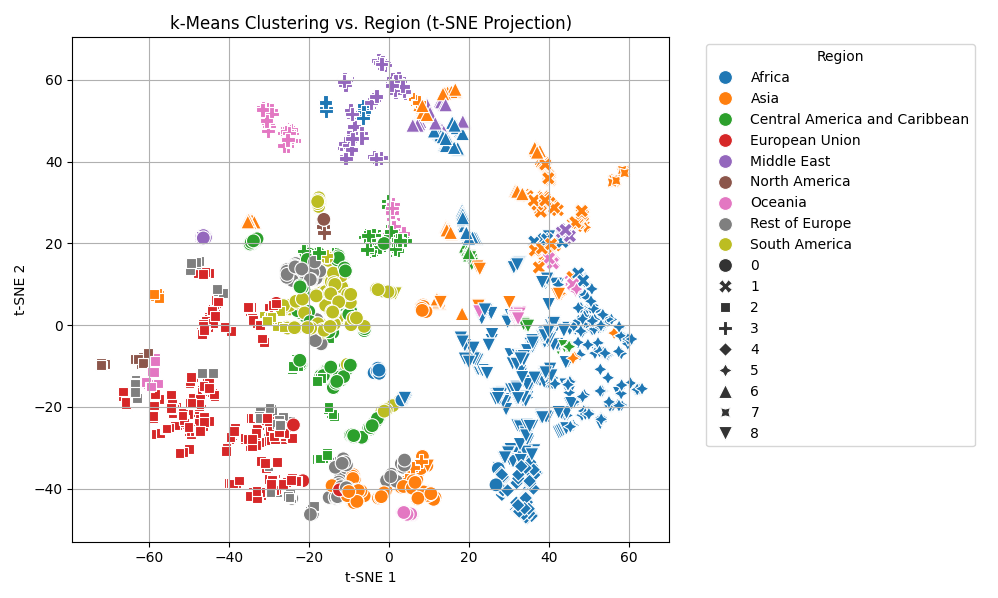 k-Means Clustering vs. Region (t-SNE Projection)
t-SNE 2
60
40
20
0
−20
−40
−60
−40
−20
0
20
40
60
t-SNE 1
Region
Africa
Asia
Central America and Caribbean
European Union
Middle East
North America
Oceania
Rest of Europe
South America
0
1
2
3
4
5
6
7
8